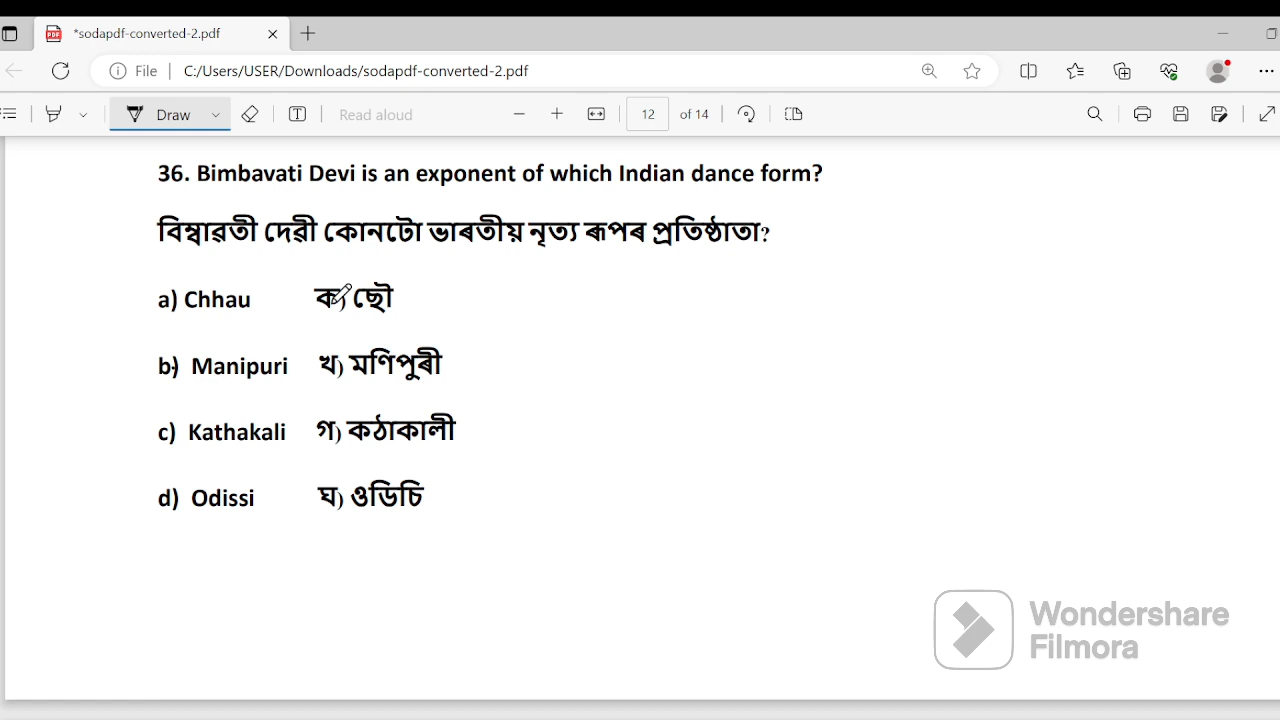 *sodapdf-converted-2.pdf
File | C:/Users/USER/Downloads/sodapdf-converted-2.pdf
Draw Read aloud 12 of 14
36. Bimbavati Devi is an exponent of which Indian dance form?
বিম্বাৱতী দেৱী কোনটো ভাৰতীয় নৃত্য ৰূপৰ প্ৰতিষ্ঠাতা?
a) Chhau ক) ছৌ
b) Manipuri খ) মণিপুৰী
c) Kathakali গ) কঠাকালী
d) Odissi ঘ) ওডিচি
Wondershare
Filmora